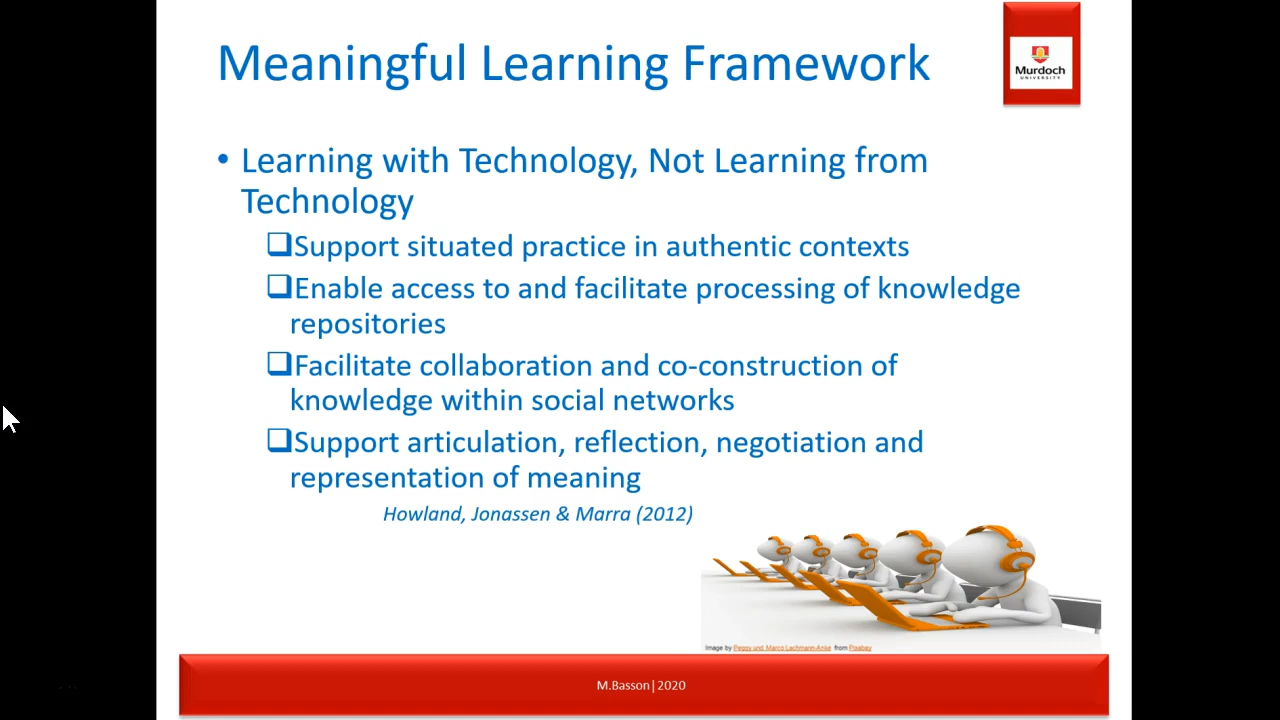 Meaningful Learning Framework
Murdoch
UNIVERSITY
• Learning with Technology, Not Learning from
Technology
❑Support situated practice in authentic contexts
❑Enable access to and facilitate processing of knowledge
repositories
❑Facilitate collaboration and co-construction of
knowledge within social networks
❑Support articulation, reflection, negotiation and
representation of meaning
Howland, Jonassen & Marra (2012)
Image by Peggy und Marco Lachmann-Anke from Pixabay
M.Basson|2020